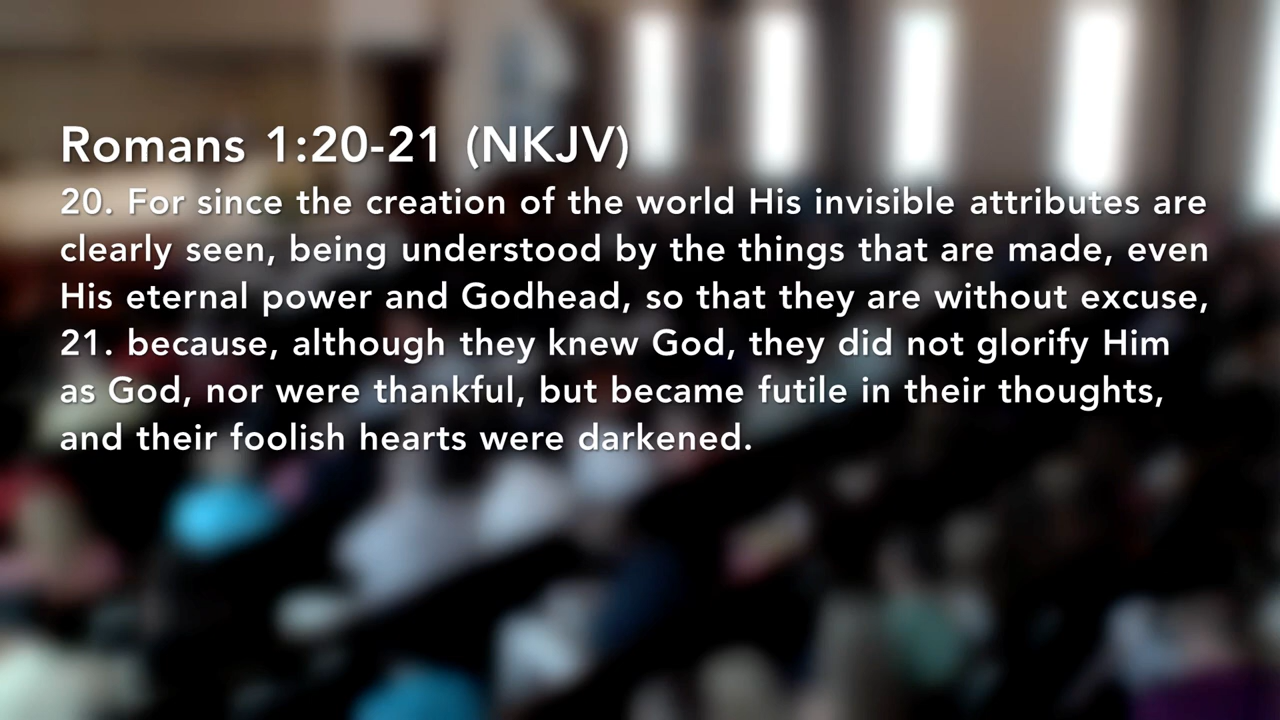 Romans 1:20-21 (NKJV)
20. For since the creation of the world His invisible attributes are
clearly seen, being understood by the things that are made, even
His eternal power and Godhead, so that they are without excuse,
21. because, although they knew God, they did not glorify Him
as God, nor were thankful, but became futile in their thoughts,
and their foolish hearts were darkened.